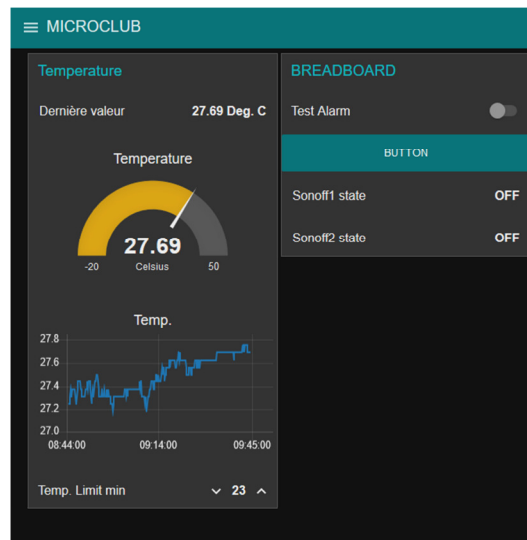 MICROCLUB
Temperature
Dernière valeur 27.69 Deg. C
Temperature
27.69
-20 Celsius 50
Temp.
27.8
27.6
27.4
27.2
27.0
08:44:00 09:14:00 09:45:00
Temp. Limit min 23
BREADBOARD
Test Alarm
BUTTON
Sonoff1 state OFF
Sonoff2 state OFF